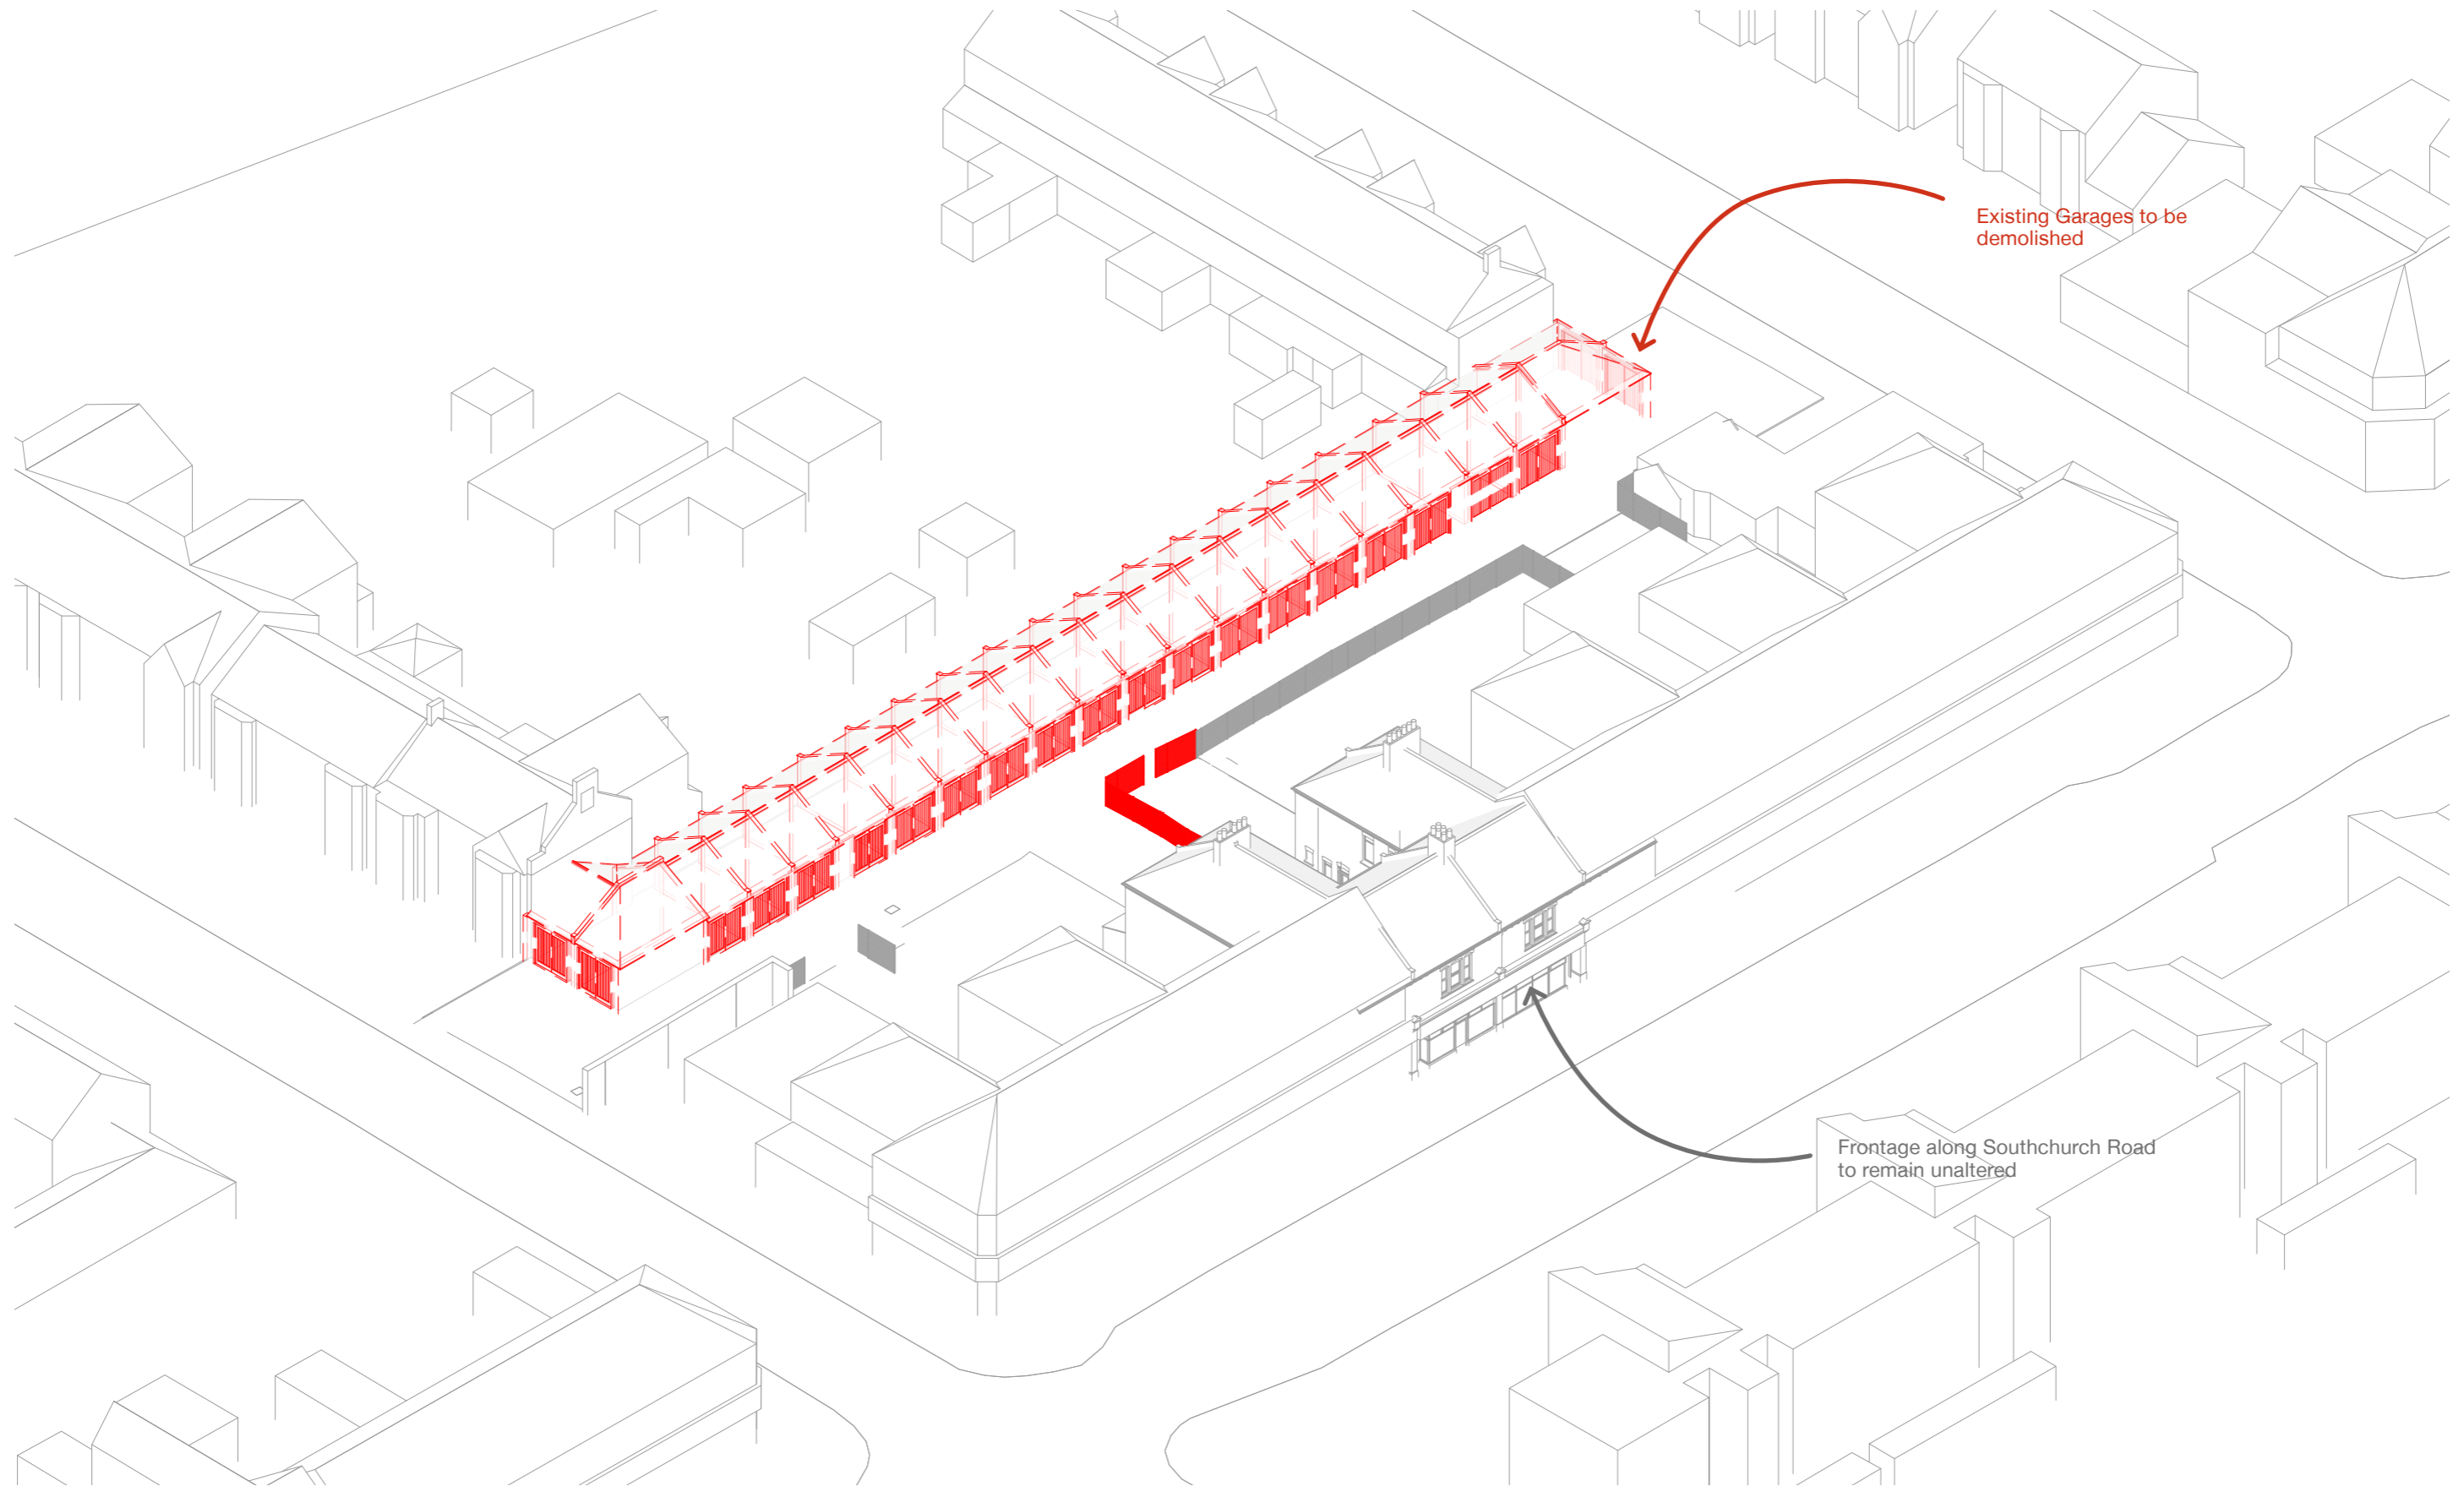 Existing Garages to be
demolished
Frontage along Southchurch Road
to remain unaltered